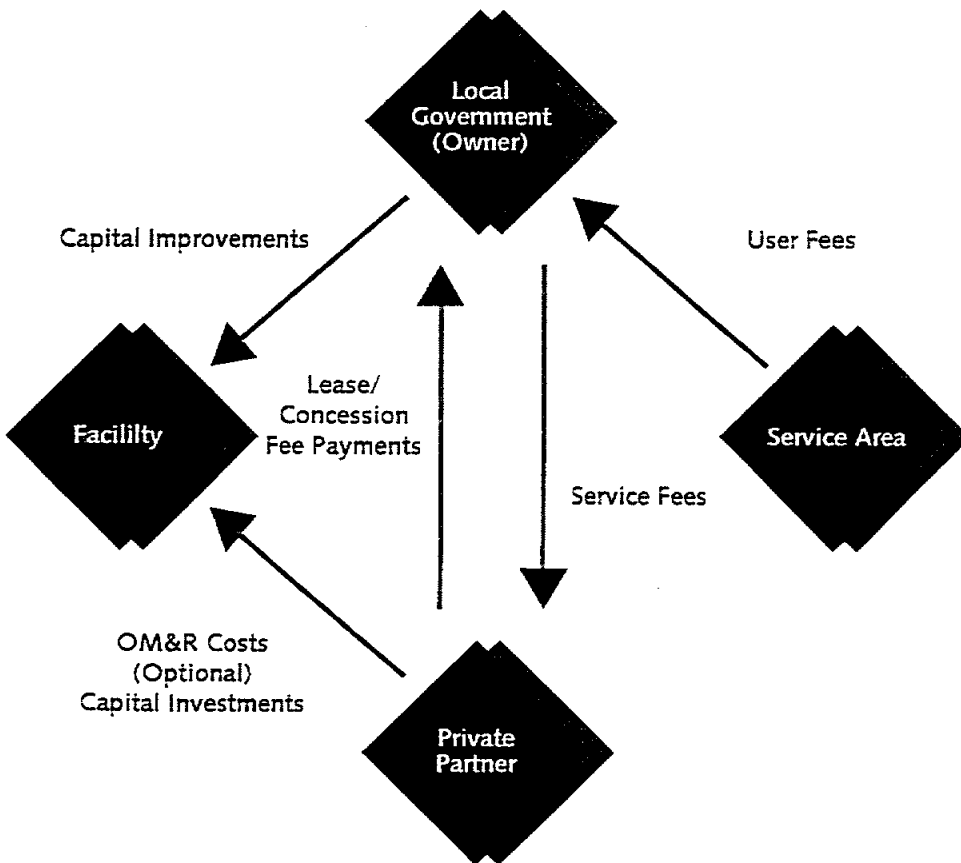 Local
Government
(Owner)
Capital Improvements
User Fees
Lease/
Concession
Fee Payments
Facililty
Service Area
Service Fees
OM&R Costs
(Optional)
Capital Investments
Private
Partner